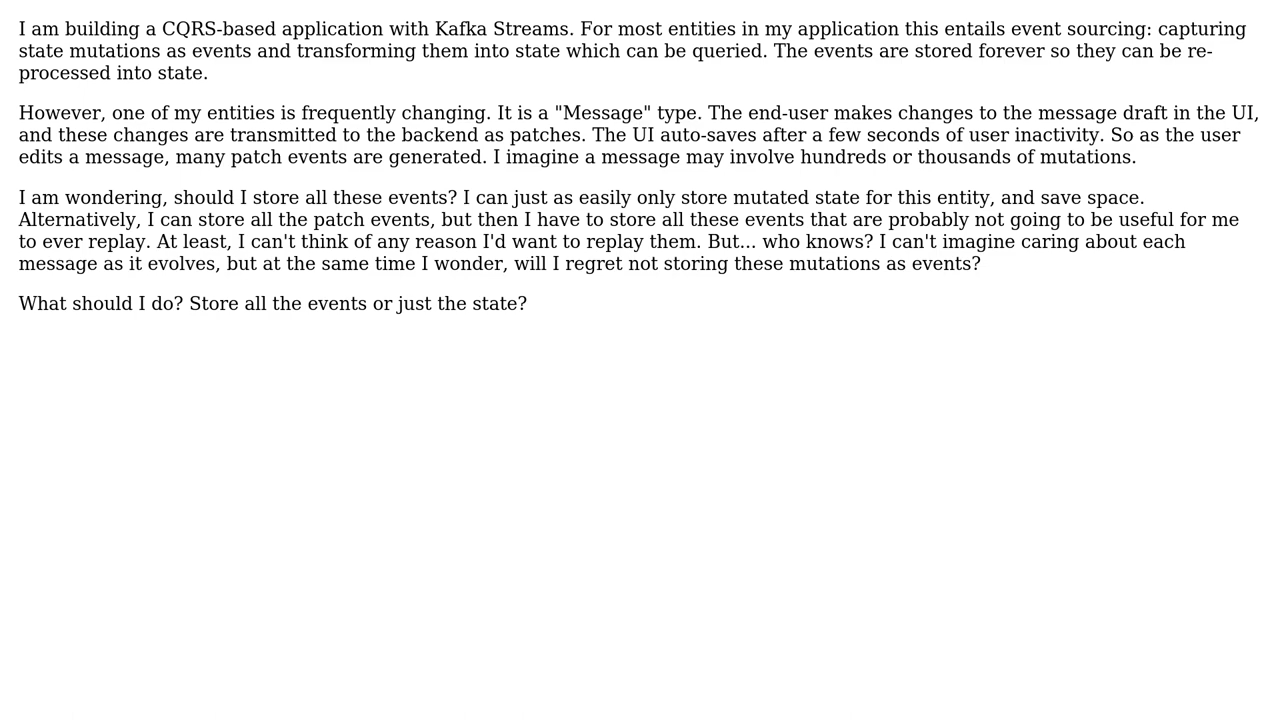 I am building a CQRS-based application with Kafka Streams. For most entities in my application this entails event sourcing: capturing
state mutations as events and transforming them into state which can be queried. The events are stored forever so they can be re-
processed into state.
However, one of my entities is frequently changing. It is a "Message" type. The end-user makes changes to the message draft in the UI,
and these changes are transmitted to the backend as patches. The UI auto-saves after a few seconds of user inactivity. So as the user
edits a message, many patch events are generated. I imagine a message may involve hundreds or thousands of mutations.
I am wondering, should I store all these events? I can just as easily only store mutated state for this entity, and save space.
Alternatively, I can store all the patch events, but then I have to store all these events that are probably not going to be useful for me
to ever replay. At least, I can't think of any reason I'd want to replay them. But... who knows? I can't imagine caring about each
message as it evolves, but at the same time I wonder, will I regret not storing these mutations as events?
What should I do? Store all the events or just the state?